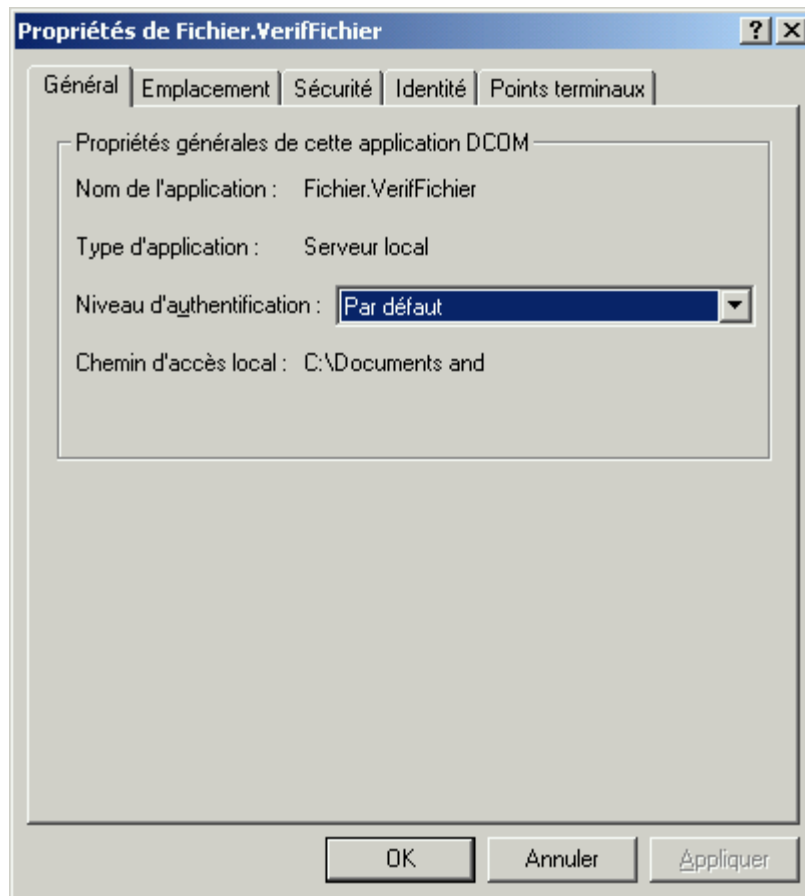 Propriétés de Fichier.VerifFichier
Général Emplacement Sécurité Identité Points terminaux
Propriétés générales de cette application DCOM
Nom de l'application : Fichier.VerifFichier
Type d'application : Serveur local
Niveau d'authentification : Par défaut
Chemin d'accès local : C:\Documents and
OK Annuler Appliquer